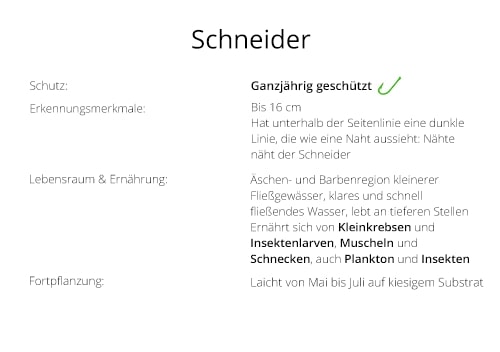 Schneider
Schutz:
Ganzjährig geschützt
Erkennungsmerkmale:
Bis 16 cm
Hat unterhalb der Seitenlinie eine dunkle
Linie, die wie eine Naht aussieht: Nähte
näht der Schneider
Lebensraum & Ernährung:
Äschen- und Barbenregion kleinerer
Fließgewässer, klares und schnell
fließendes Wasser, lebt an tieferen Stellen
Ernährt sich von Kleinkrebsen und
Insektenlarven, Muscheln und
Schnecken, auch Plankton und Insekten
Fortpflanzung:
Laicht von Mai bis Juli auf kiesigem Substrat